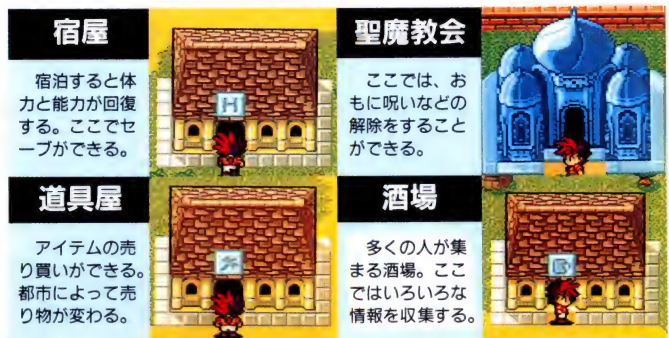 宿屋
宿泊すると体
力と能力が回復
する。ここでセ
ーブができる。
H
聖魔教会
ここでは、お
もに呪いなどの
解除をすること
ができる。
道具屋
アイテムの売
り買いができる。
都市によって売
り物が変わる。
酒場
多くの人が集
まる酒場。ここ
ではいろいろな
情報を収集する。